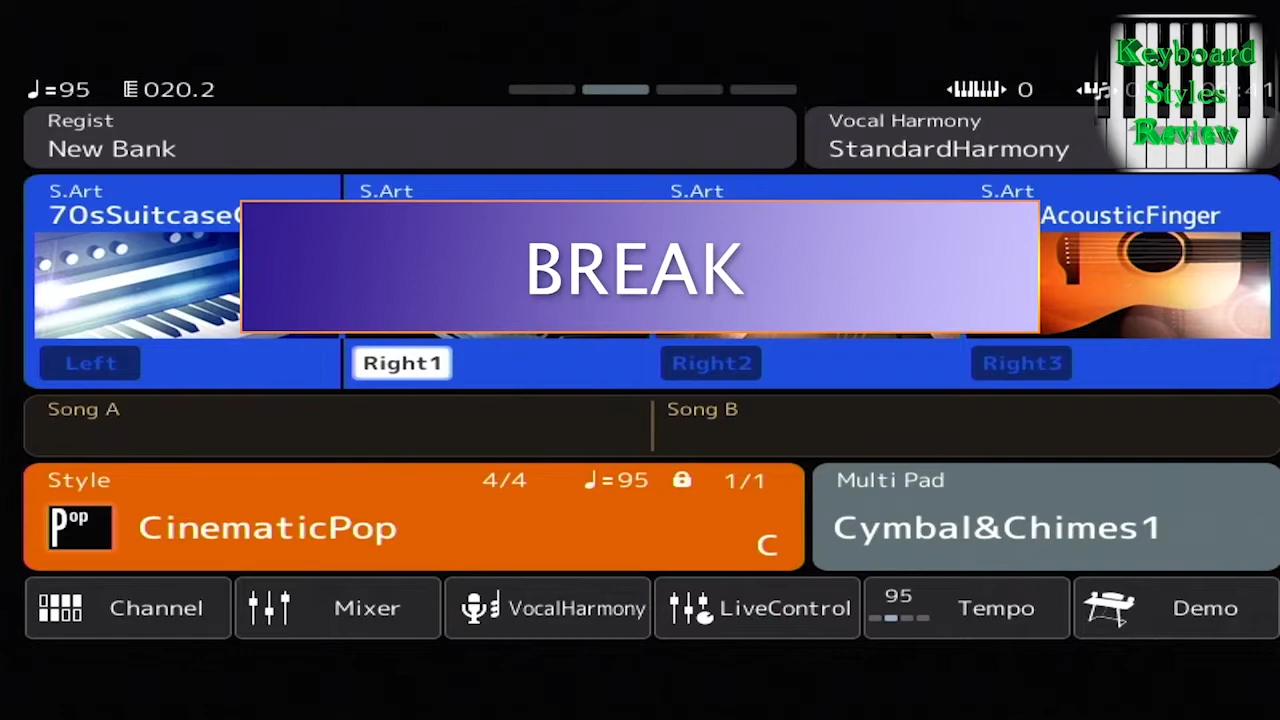 ♩=95
020.2
0
Keyboard
Styles
Review
Regist
New Bank
Vocal Harmony
StandardHarmony
S.Art
S.Art
S.Art
S.Art
70sSuitcase
AcousticFinger
BREAK
Left
Right1
Right2
Right3
Song A
Song B
Style
4/4
♩=95
1/1
Multi Pad
Pop
CinematicPop
C
Cymbal&Chimes1
Channel
Mixer
VocalHarmony
LiveControl
95
Tempo
Demo